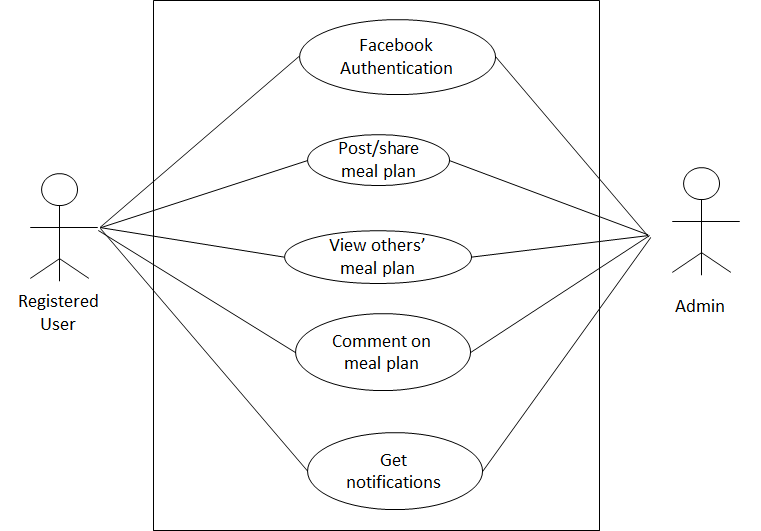 Facebook
Authentication
Post/share
meal plan
View others’
meal plan
Registered
User
Admin
Comment on
meal plan
Get
notifications